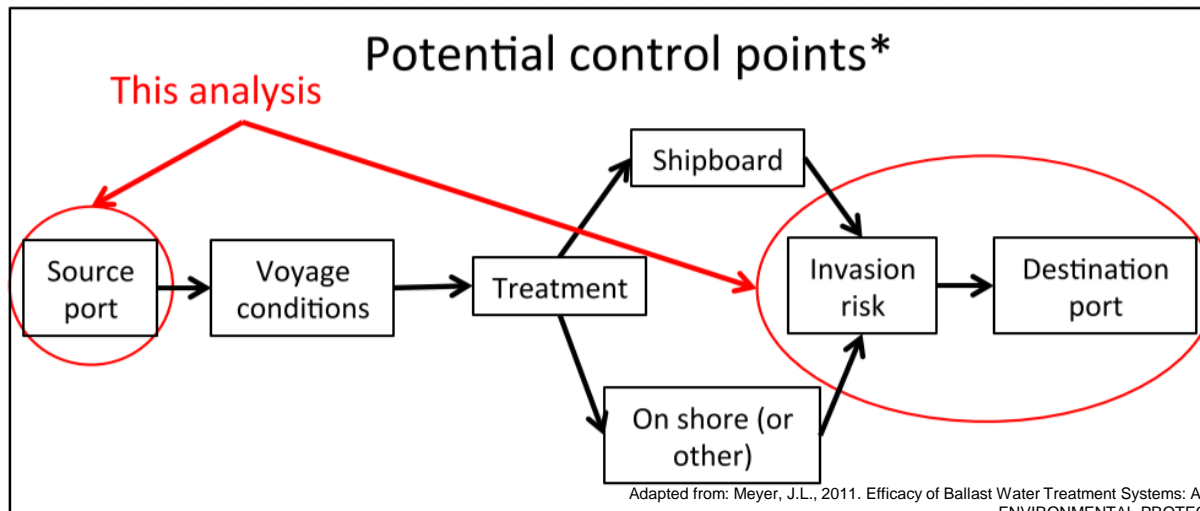 Potential control points*
This analysis
Shipboard
Source
port
Voyage
conditions
Treatment
Invasion
risk
Destination
port
On shore (or
other)
Adapted from: Meyer, J.L., 2011. Efficacy of Ballast Water Treatment Systems: A